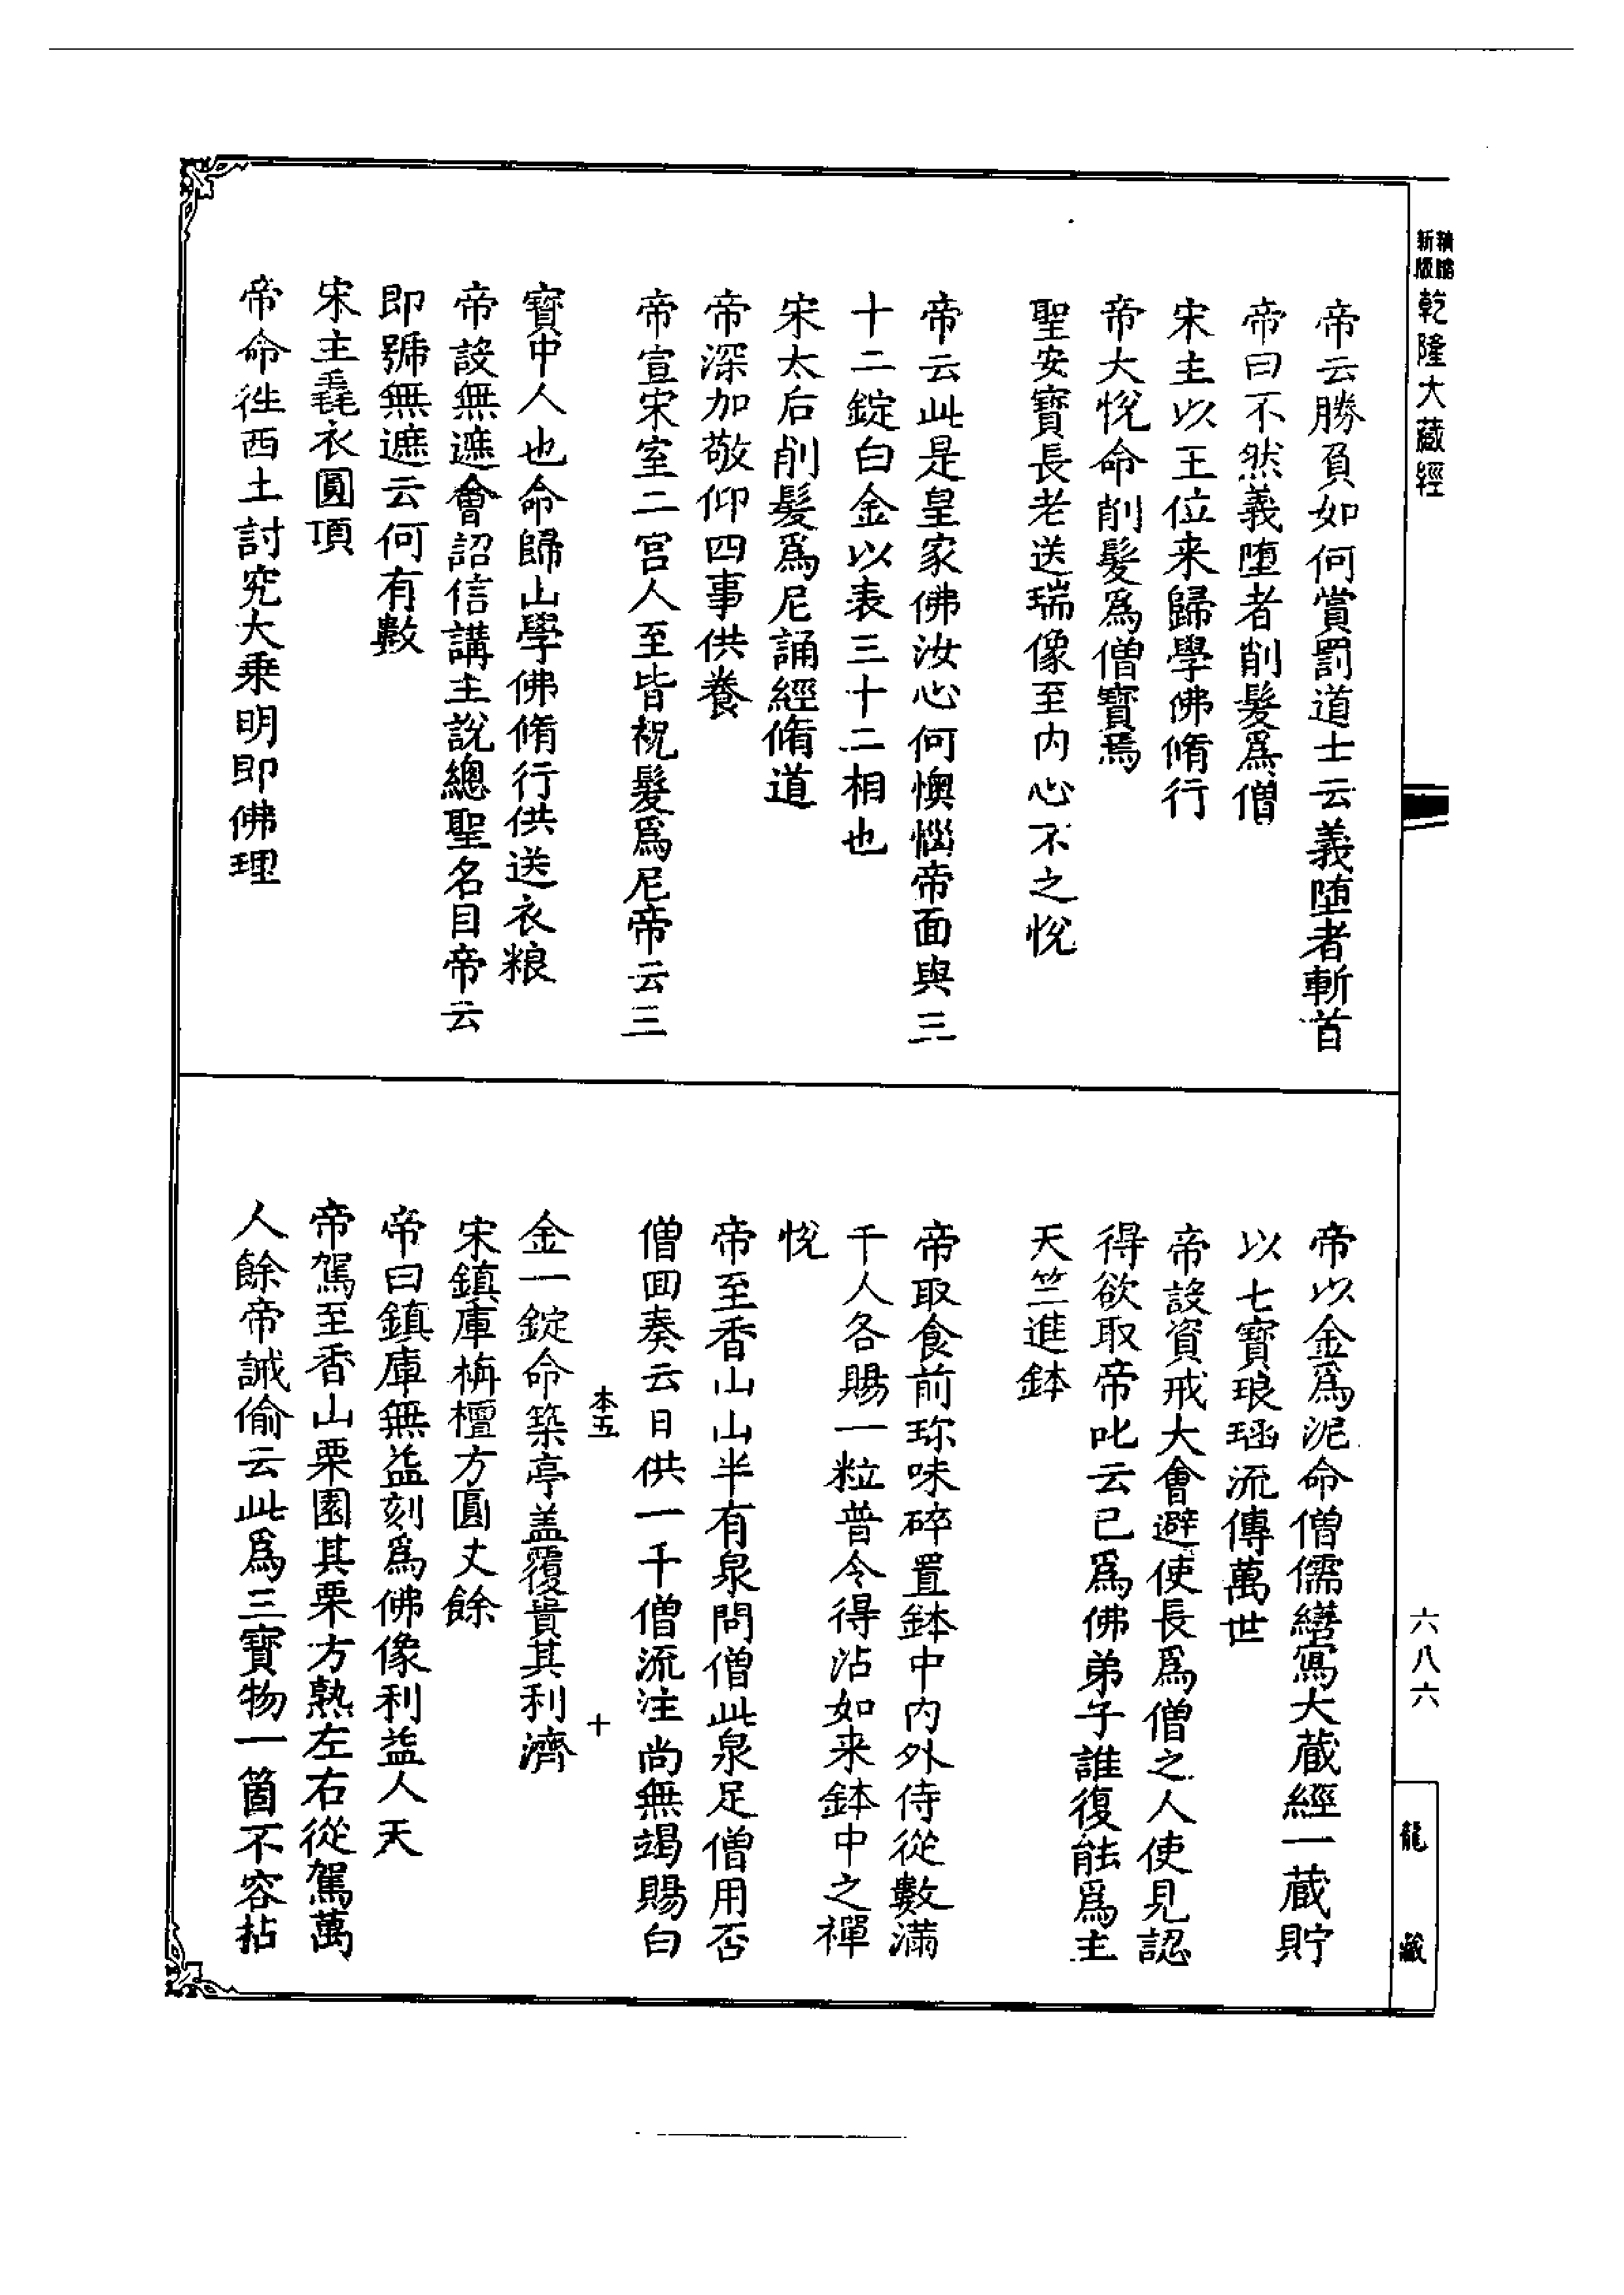 新版精縮乾隆大藏經
帝云勝負如何賞罰道士云義墮者斬首
帝曰不然義墮者削髮爲僧
宋主以王位来歸學佛脩行
帝大悅命削髮爲僧寶焉
聖安寶長老送瑞像至内心不之悅
帝云此是皇家佛汝心何懊惱帝面與三
十二錠白金以表三十二相也
宋太后削髮爲尼誦經脩道
帝深加敬仰四事供養
帝宣宋室二宫人至皆祝髮爲尼帝云三
寶中人也命歸山學佛脩行供送衣粮
帝設無遮會詔信講主說總聖名目帝云
即號無遮云何有數
宋主毳衣圓頂
帝命徃西土討究大乗明即佛理
帝以金爲泥命僧儒繕寫大藏經一藏貯
以七寶琅函流傳萬世
帝設資戒大會避使長爲僧之人使見認
得欲取帝叱云已爲佛弟子誰復能爲主
天竺進鉢
帝取食前珎味碎置鉢中内外侍從數滿
千人各賜一粒普令得沾如来鉢中之禪
悅
帝至香山山半有泉問僧此泉足僧用否
僧回奏云日供一千僧流注尚無竭賜白
本五 十
金一錠命築亭盖覆貴其利濟
宋鎮庫栴檀方圓丈餘
帝曰鎮庫無益刻爲佛像利益人天
帝駕至香山栗園其栗方熟左右從駕萬
人餘帝誡偷云此爲三寶物一箇不容拈
六八六
龍藏